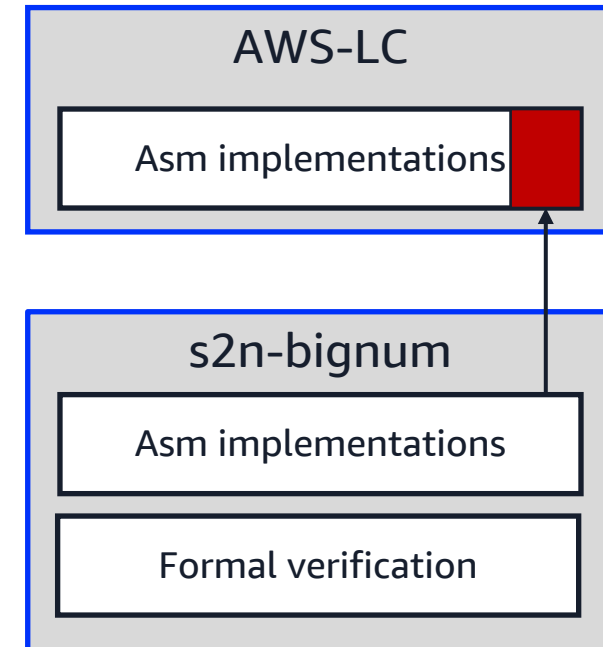 AWS-LC
Asm implementations
s2n-bignum
Asm implementations
Formal verification